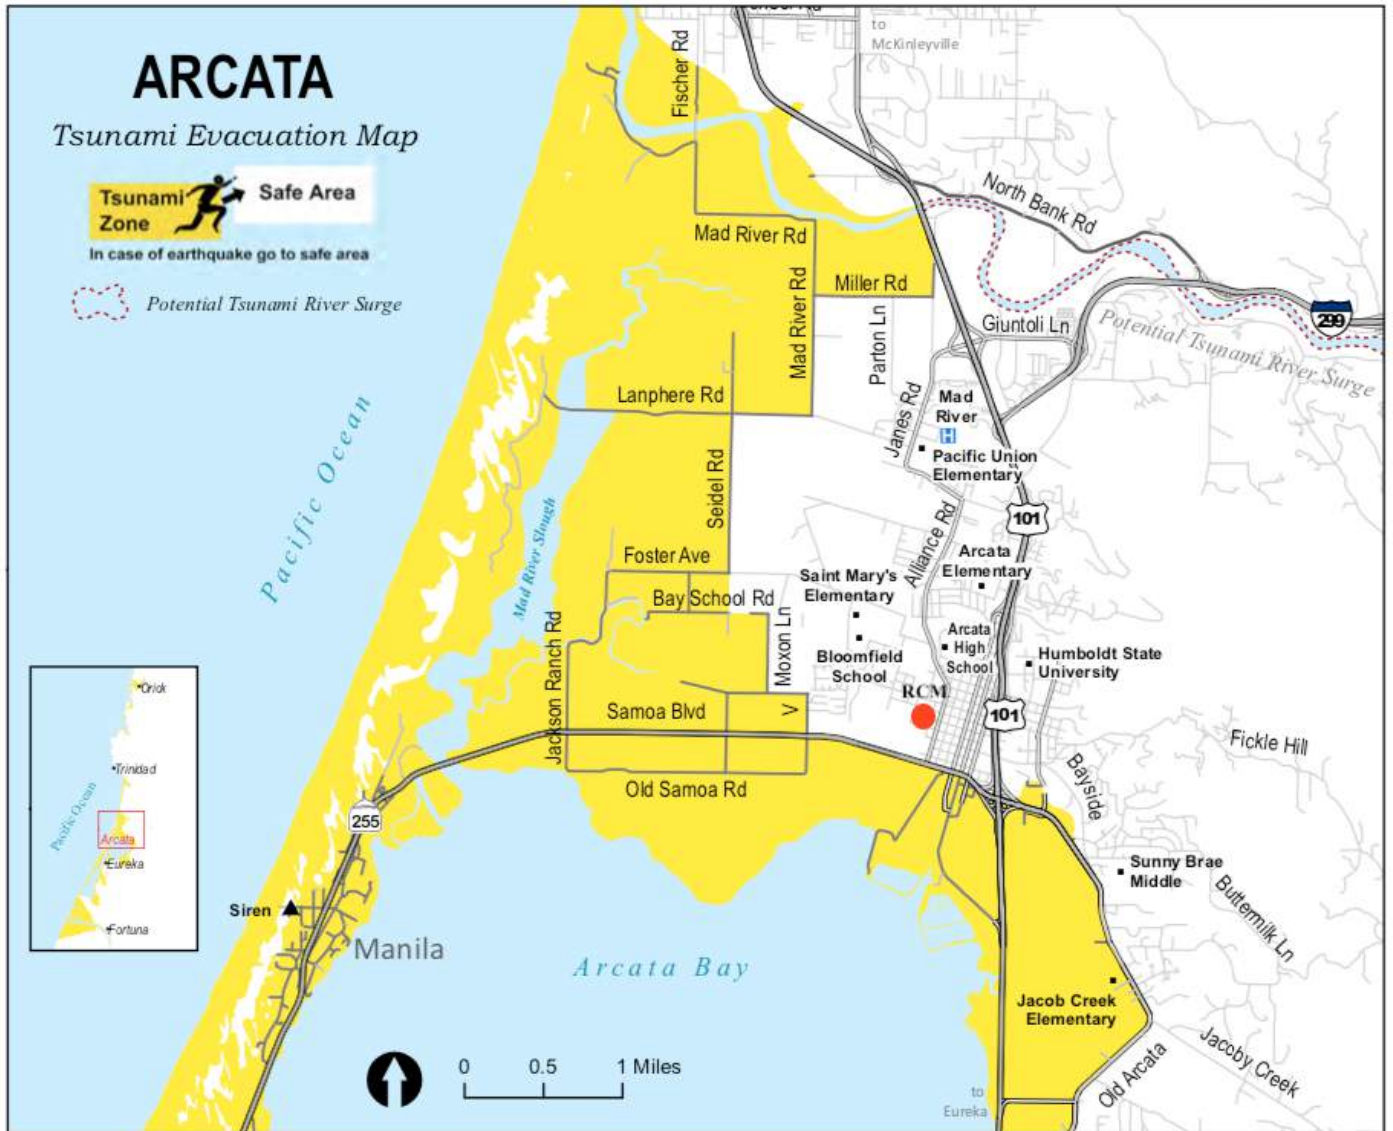 ARCATA
Tsunami Evacuation Map
Tsunami
Zone
Safe Area
In case of earthquake go to safe area
Potential Tsunami River Surge
to
McKinleyville
Fischer Rd
North Bank Rd
Mad River Rd
Miller Rd
Mad River Rd
Parton Ln
Giuntoli Ln
299
Potential Tsunami River Surge
Lanphere Rd
Janes Rd
Mad
River
H
Pacific Union
Elementary
Pacific Ocean
Seidel Rd
101
Mad River Slough
Alliance Rd
Foster Ave
Arcata
Elementary
Saint Mary's
Elementary
Bay School Rd
Moxon Ln
Jackson Ranch Rd
Arcata
High
School
Bloomfield
School
Humboldt State
University
RCM
Samoa Blvd
V
101
Fickle Hill
Bayside
Old Samoa Rd
255
Sunny Brae
Middle
Buttermilk Ln
Siren
Manila
Arcata Bay
Jacob Creek
Elementary
Jacoby Creek
Old Arcata
to
Eureka
0 0.5 1 Miles
Orick
Trinidad
Pacific Ocean
Arcata
Eureka
Fortuna